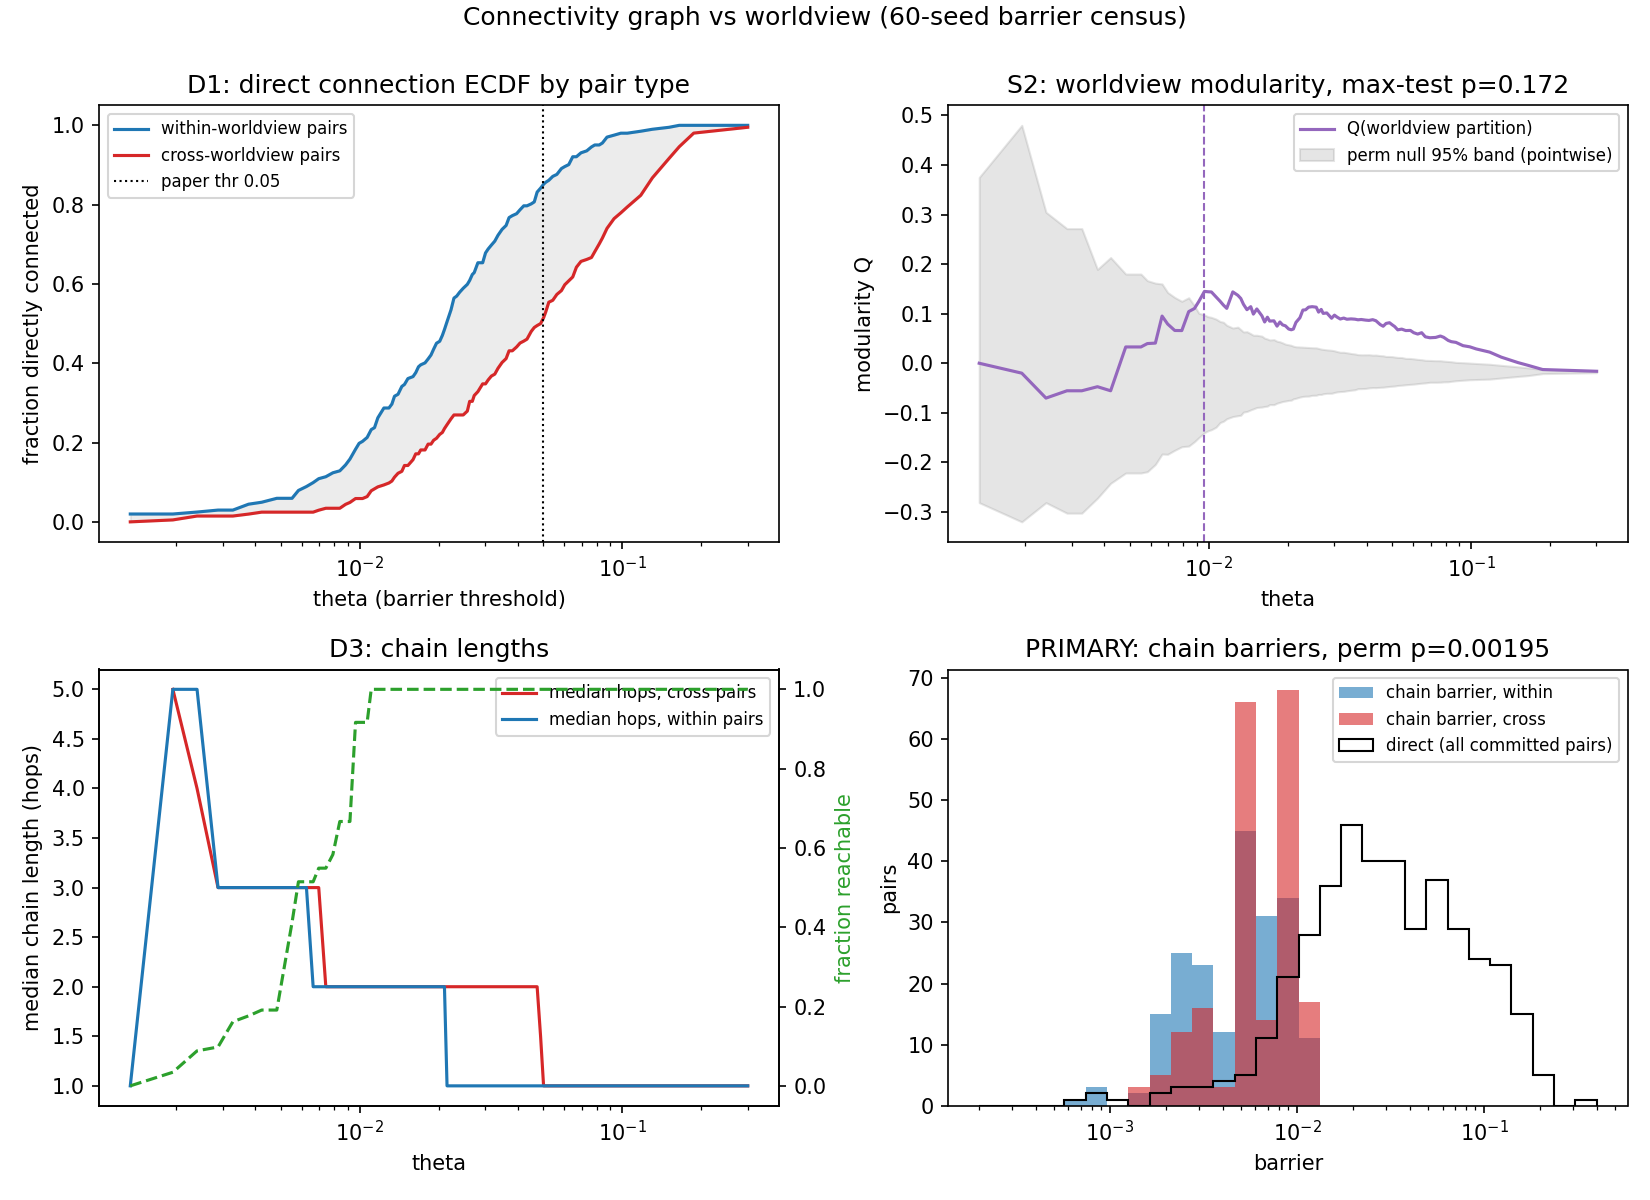 Connectivity graph vs worldview (60-seed barrier census)
D1: direct connection ECDF by pair type
within-worldview pairs
cross-worldview pairs
paper thr 0.05
fraction directly connected
1.0
0.8
0.6
0.4
0.2
0.0
10⁻² 10⁻¹
theta (barrier threshold)
S2: worldview modularity, max-test p=0.172
Q(worldview partition)
perm null 95% band (pointwise)
modularity Q
0.5
0.4
0.3
0.2
0.1
0.0
−0.1
−0.2
−0.3
10⁻² 10⁻¹
theta
D3: chain lengths
median hops, cross pairs
median hops, within pairs
median chain length (hops)
5.0
4.5
4.0
3.5
3.0
2.5
2.0
1.5
1.0
1.0
0.8
0.6
0.4
0.2
0.0
fraction reachable
10⁻² 10⁻¹
theta
PRIMARY: chain barriers, perm p=0.00195
chain barrier, within
chain barrier, cross
direct (all committed pairs)
pairs
70
60
50
40
30
20
10
0
10⁻³ 10⁻² 10⁻¹
barrier